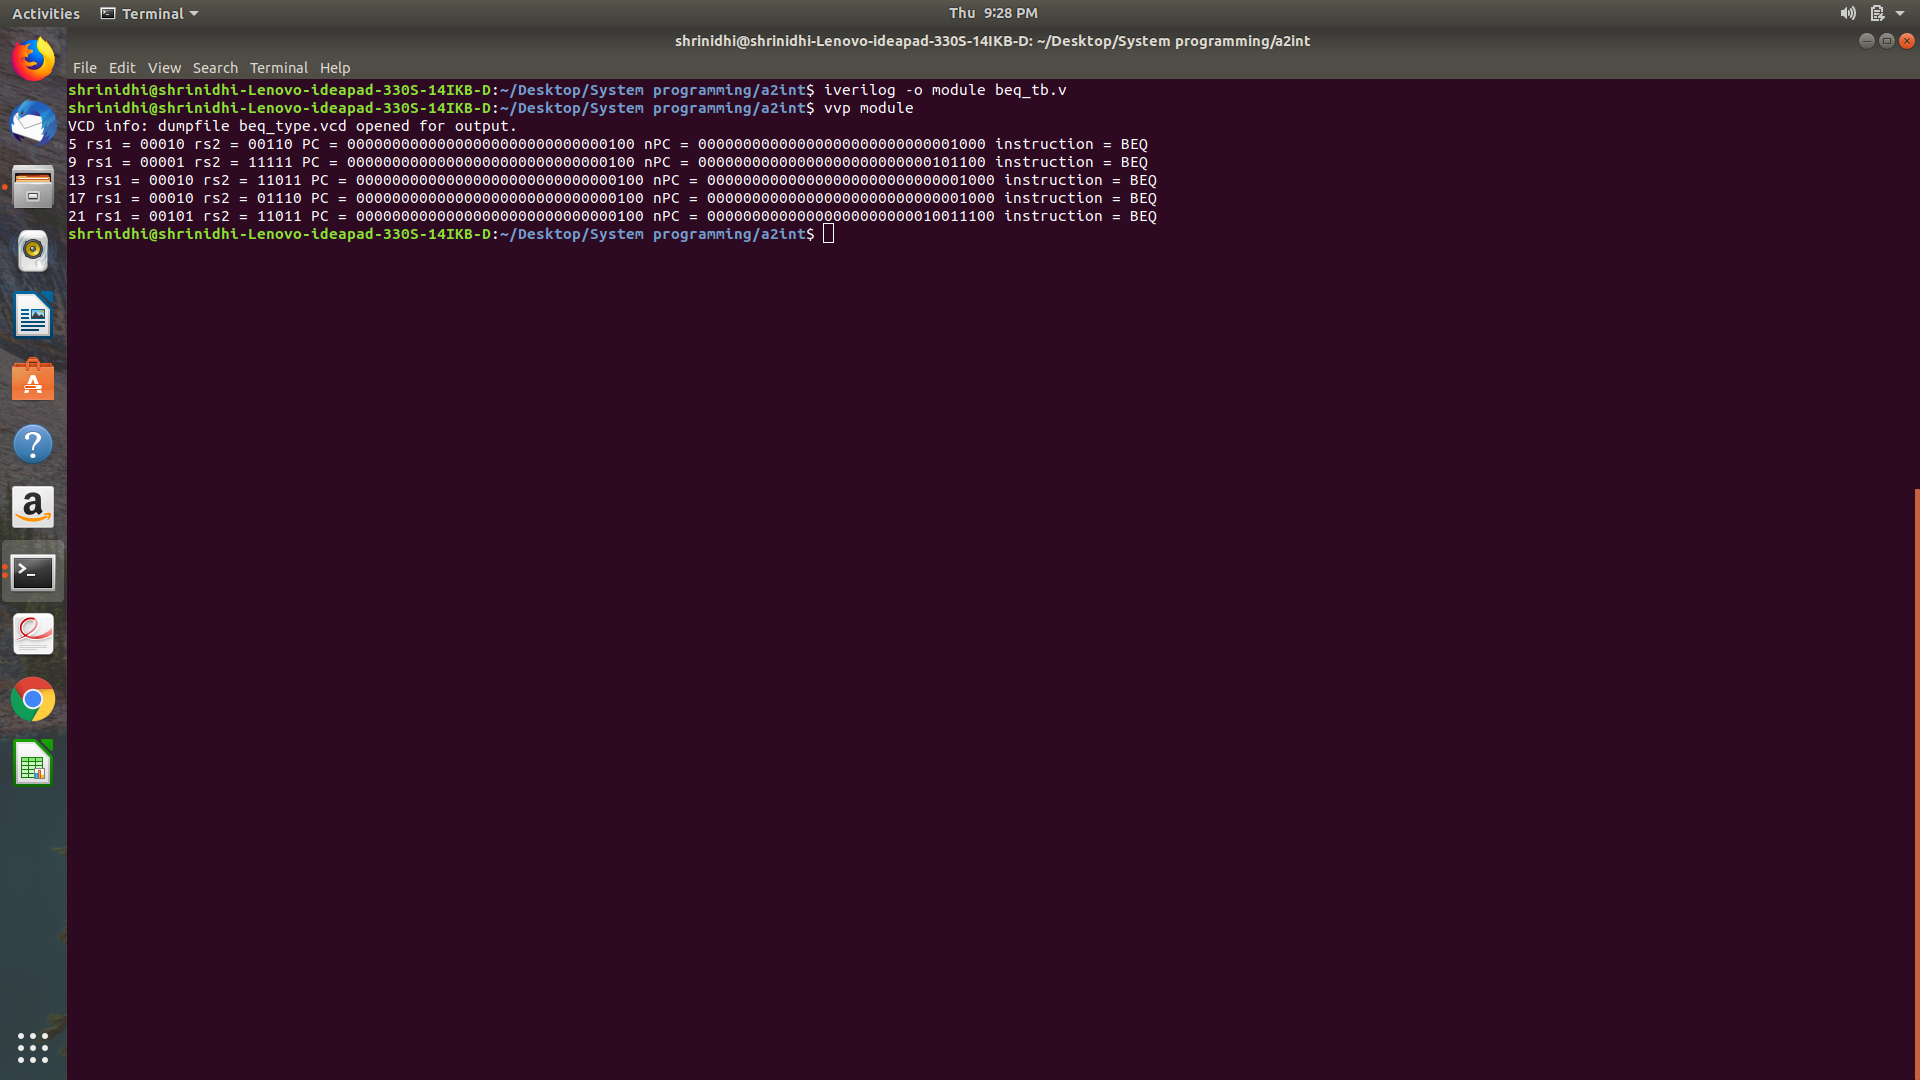 Activities Terminal Thu 9:28 PM
shrinidhi@shrinidhi-Lenovo-ideapad-330S-14IKB-D: ~/Desktop/System programming/a2int
File Edit View Search Terminal Help
shrinidhi@shrinidhi-Lenovo-ideapad-330S-14IKB-D:~/Desktop/System programming/a2int$ iverilog -o module beq_tb.v
shrinidhi@shrinidhi-Lenovo-ideapad-330S-14IKB-D:~/Desktop/System programming/a2int$ vvp module
VCD info: dumpfile beq_type.vcd opened for output.
5 rs1 = 00010 rs2 = 00110 PC = 00000000000000000000000000000100 nPC = 00000000000000000000000000001000 instruction = BEQ
9 rs1 = 00001 rs2 = 11111 PC = 00000000000000000000000000000100 nPC = 00000000000000000000000000101100 instruction = BEQ
13 rs1 = 00010 rs2 = 11011 PC = 00000000000000000000000000000100 nPC = 00000000000000000000000000001000 instruction = BEQ
17 rs1 = 00010 rs2 = 01110 PC = 00000000000000000000000000000100 nPC = 00000000000000000000000000001000 instruction = BEQ
21 rs1 = 00101 rs2 = 11011 PC = 00000000000000000000000000000100 nPC = 00000000000000000000000010011100 instruction = BEQ
shrinidhi@shrinidhi-Lenovo-ideapad-330S-14IKB-D:~/Desktop/System programming/a2int$